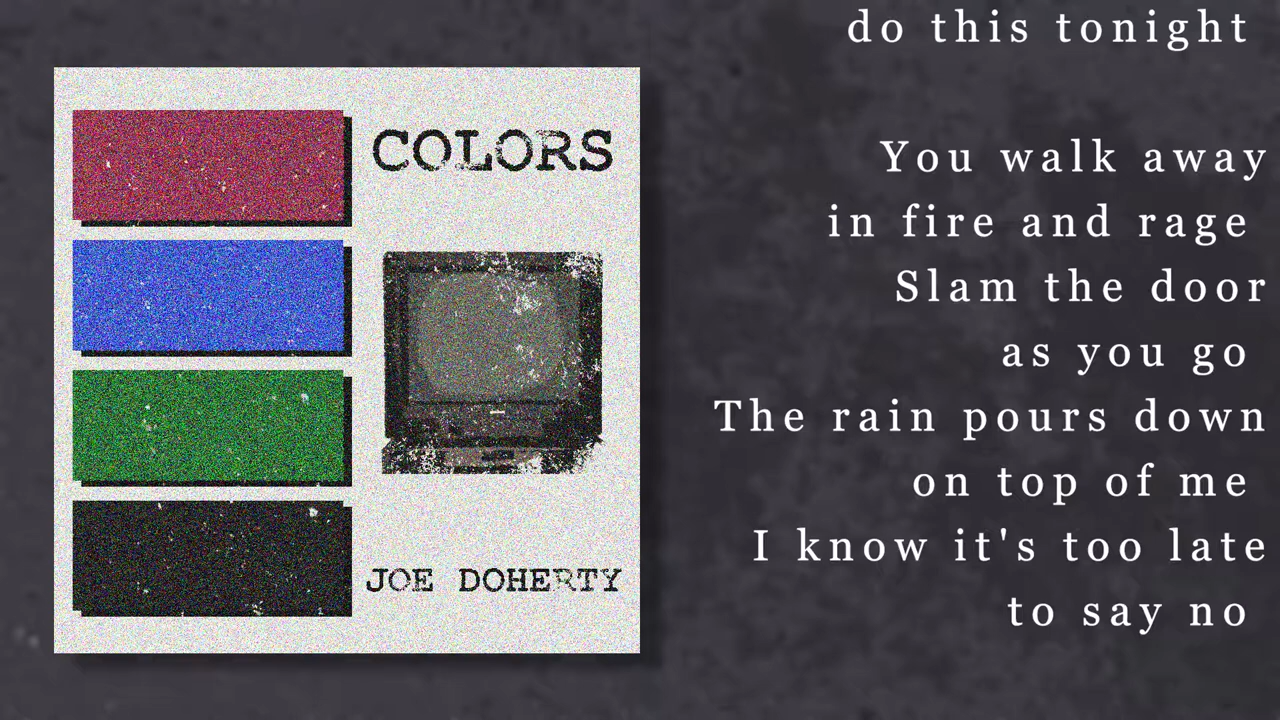 COLORS
JOE DOHERTY
do this tonight
You walk away
in fire and rage
Slam the door
as you go
The rain pours down
on top of me
I know it's too late
to say no